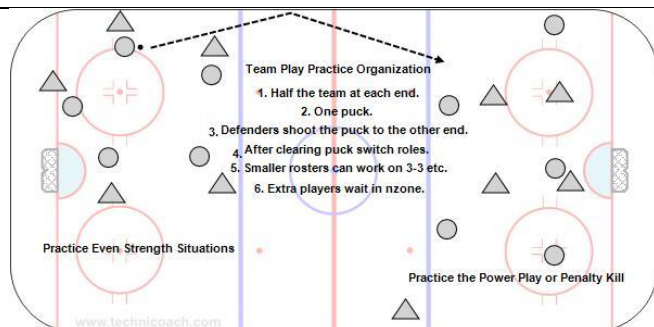 Team Play Practice Organization
1. Half the team at each end.
2. One puck.
3. Defenders shoot the puck to the other end.
4. After clearing puck switch roles.
5. Smaller rosters can work on 3-3 etc.
6. Extra players wait in nzone.
Practice Even Strength Situations
Practice the Power Play or Penalty Kill
www.technicoach.com